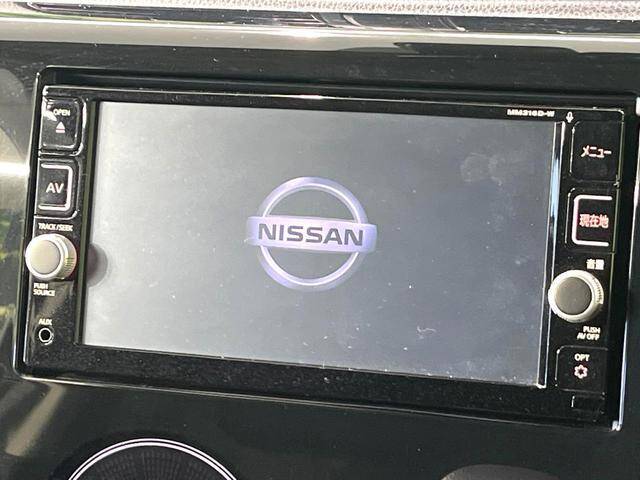 OPEN
AV
TRACK/SEEK
PUSH
SOURCE
AUX
NISSAN
MM316D-W
メニュー
現在地
音量
PUSH
AV OFF
OPT